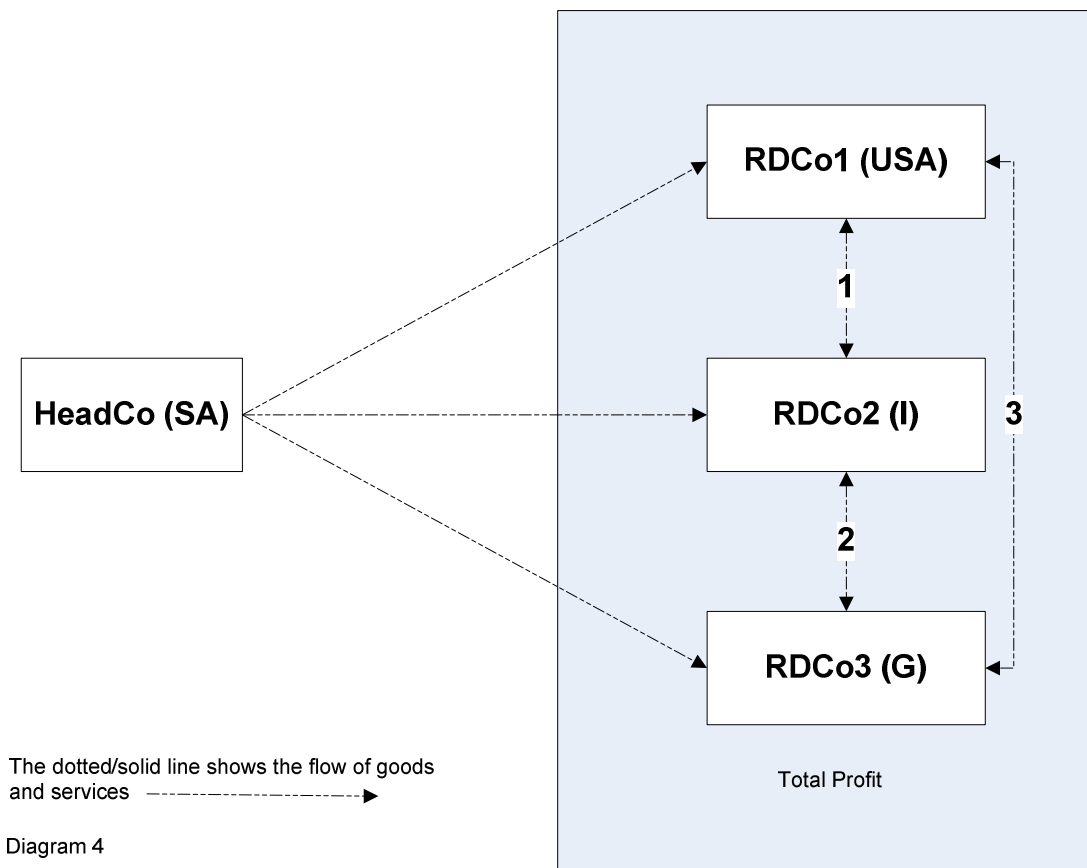 RDCo1 (USA)
1
HeadCo (SA)
RDCo2 (I)
3
2
RDCo3 (G)
The dotted/solid line shows the flow of goods
and services
Total Profit
Diagram 4